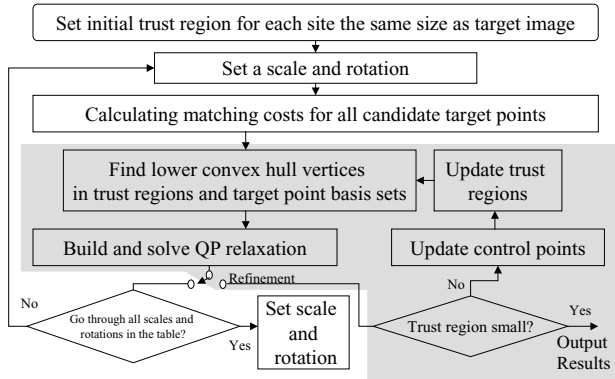 Set initial trust region for each site the same size as target image
Set a scale and rotation
Calculating matching costs for all candidate target points
Find lower convex hull vertices
in trust regions and target point basis sets
Update trust
regions
Build and solve QP relaxation
Update control points
Refinement
No
No
Go through all scales and
rotations in the table?
Yes
Set scale
and
rotation
Trust region small?
Yes
Output
Results